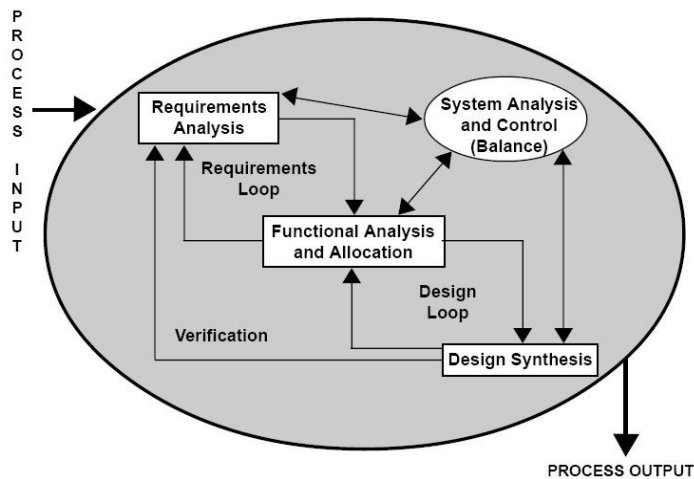 PROCESS INPUT
Requirements
Analysis
System Analysis
and Control
(Balance)
Requirements
Loop
Functional Analysis
and Allocation
Design
Loop
Verification
Design Synthesis
PROCESS OUTPUT